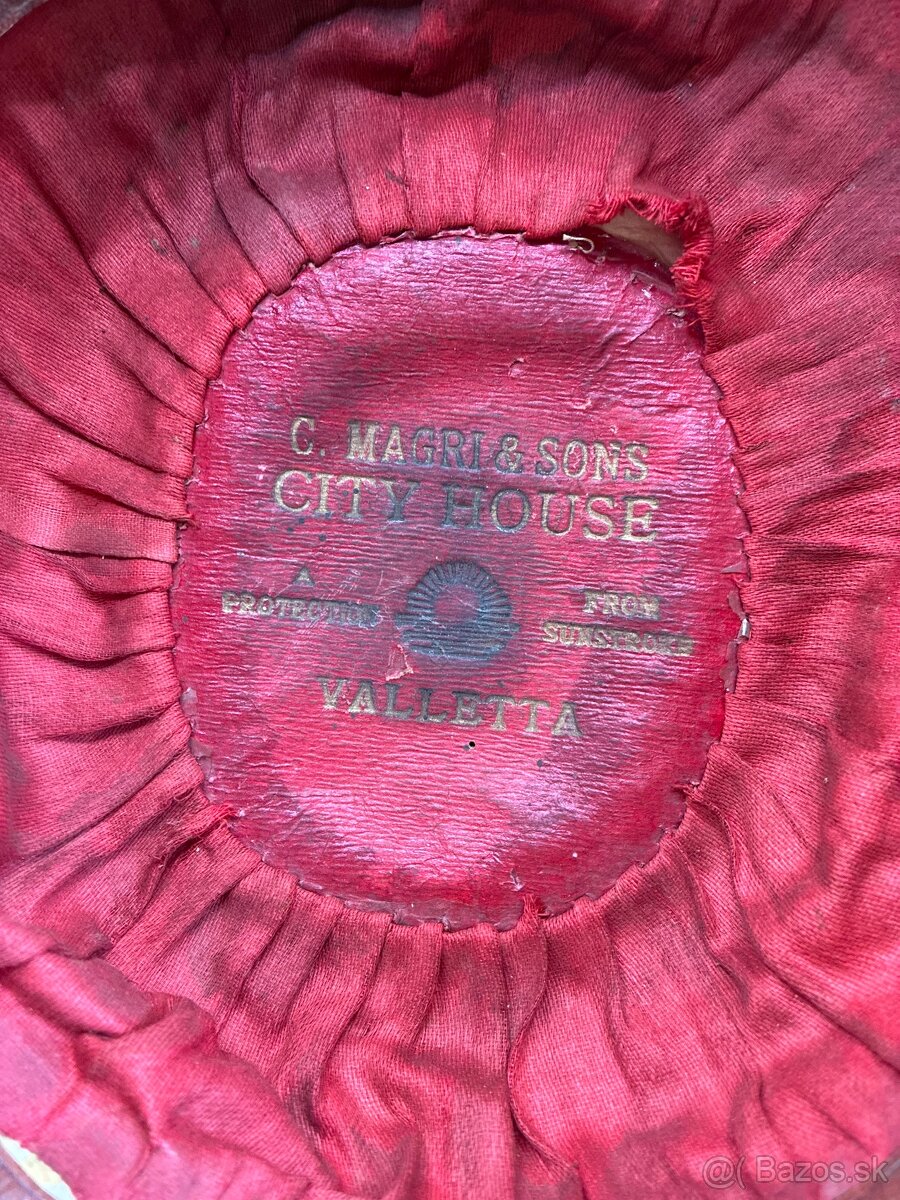 C. MAGRI & SONS
CITY HOUSE
A
PROTECTION
FROM
SUNSTROKE
VALLETTA
@( Bazos.sk